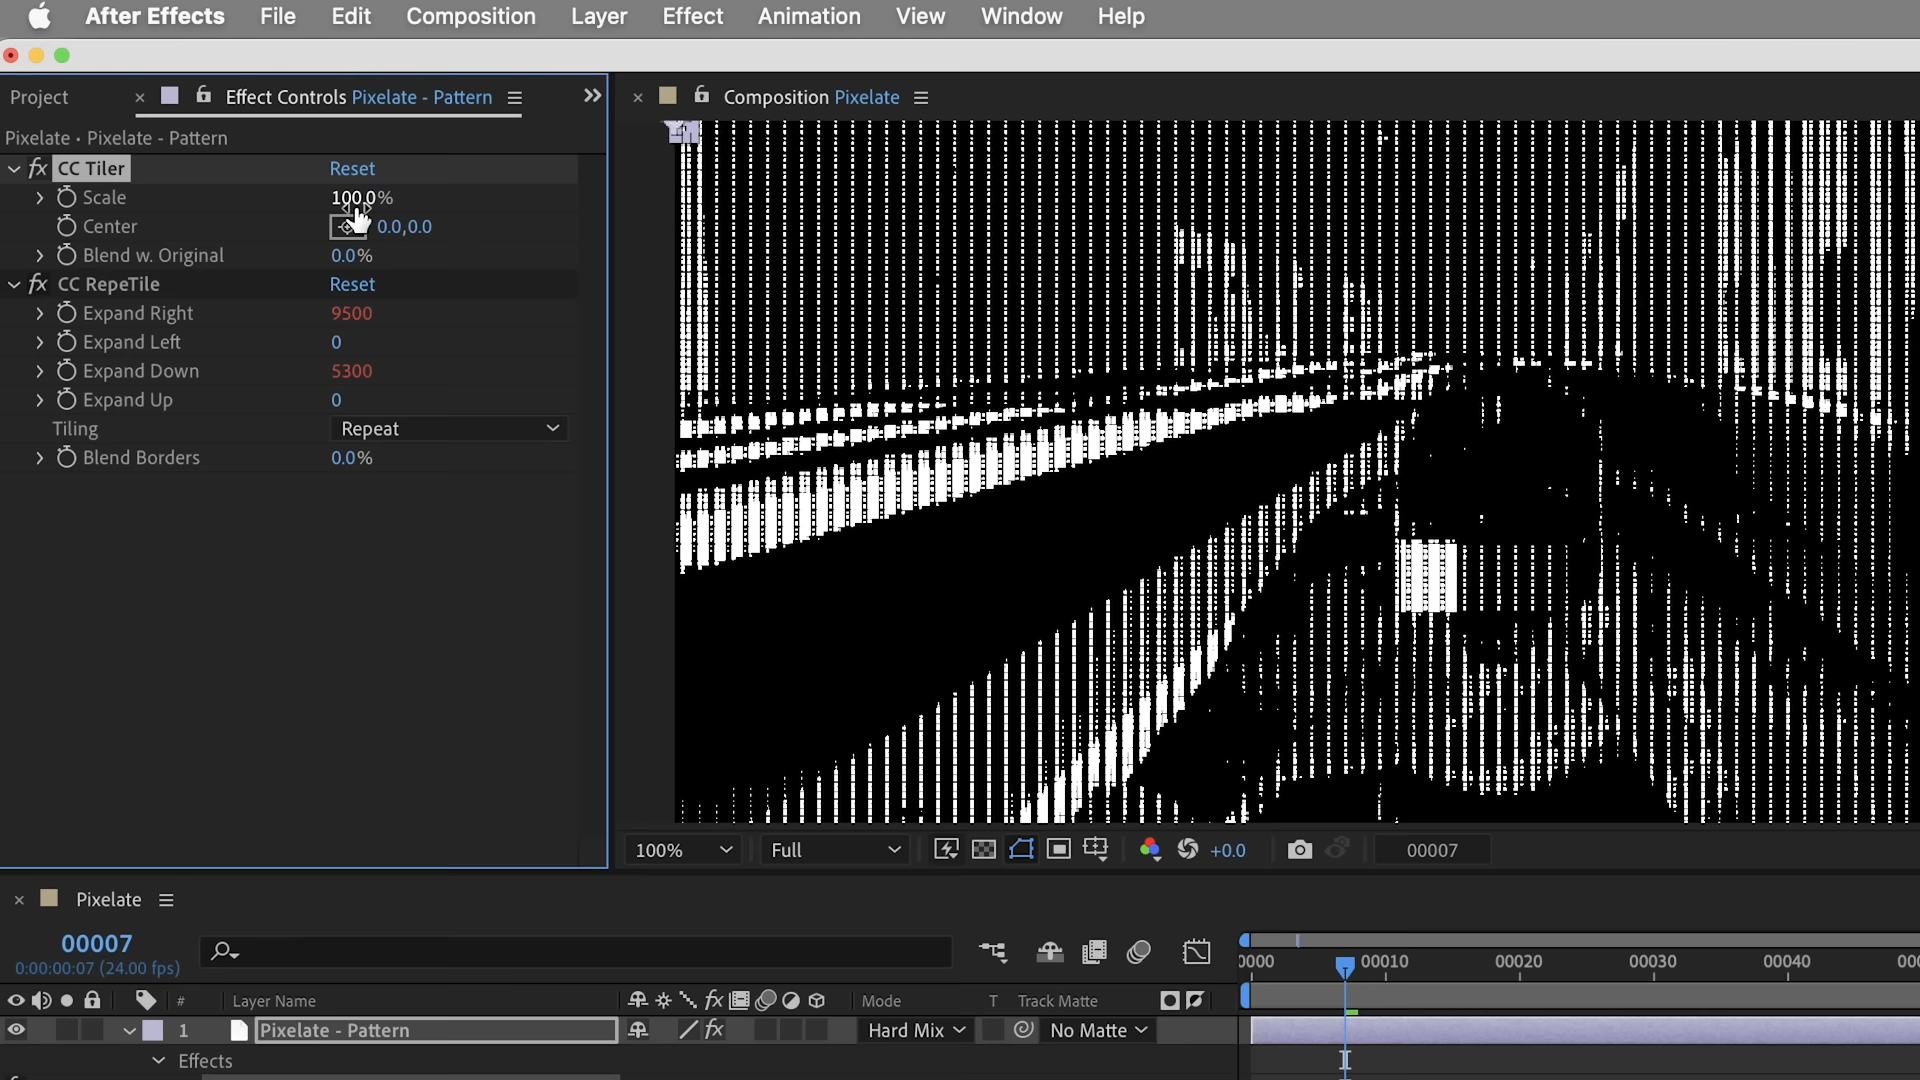 After Effects File Edit Composition Layer Effect Animation View Window Help
Project × Effect Controls Pixelate - Pattern
× Composition Pixelate
Pixelate • Pixelate - Pattern
fx CC Tiler Reset
Scale 100.0%
Center 0.0,0.0
Blend w. Original 0.0%
fx CC RepeTile Reset
Expand Right 9500
Expand Left 0
Expand Down 5300
Expand Up 0
Tiling Repeat
Blend Borders 0.0%
100% Full +0.0 00007
× Pixelate
00007
0:00:00:07 (24.00 fps)
00010 00020 00030 00040
# Layer Name fx Mode T Track Matte
1 Pixelate - Pattern fx Hard Mix No Matte
Effects